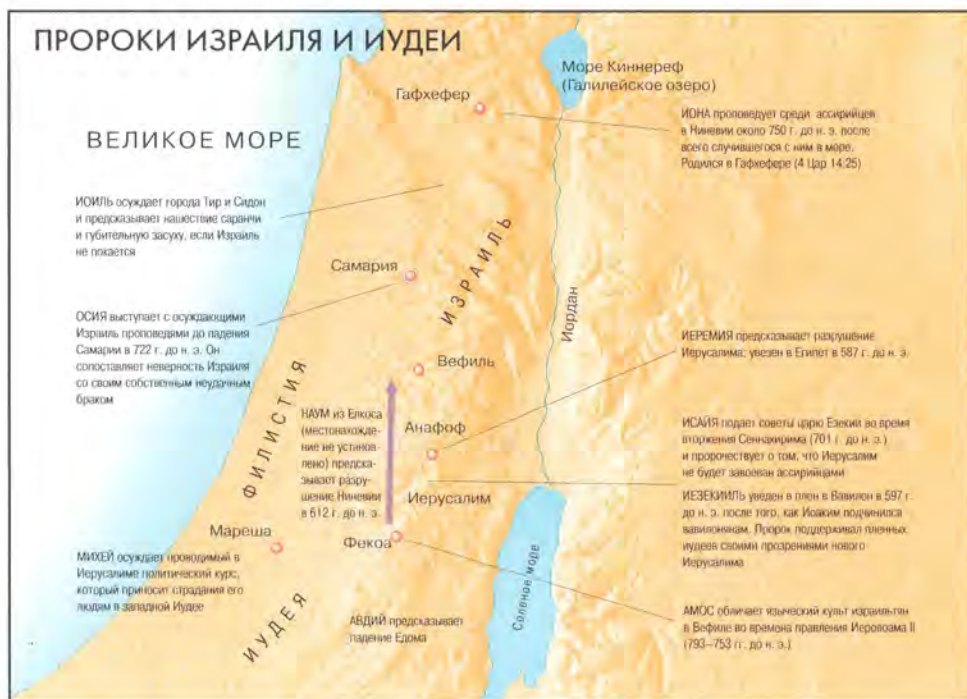 ПРОРОКИ ИЗРАИЛЯ И ИУДЕИ
Море Киннереф
(Галилейское озеро)
Гафхефер
ВЕЛИКОЕ МОРЕ
ИОНА проповедует среди ассирийцев
в Ниневии около 750 г. до н. э. после
всего случившегося с ним в море.
Родился в Гафхефере (4 Цар 14:25)
ИОИЛЬ осуждает города Тир и Сидон
и предсказывает нашествие саранчи
и губительную засуху, если Израиль
не покается
Самария
ИЗРАИЛЬ
Иордан
ОСИЯ выступает с осуждающими
Израиль проповедями до падения
Самарии в 722 г. до н. э. Он
сопоставляет неверность Израиля
со своим собственным неудачным
браком
ИЕРЕМИЯ предсказывает разрушение
Иерусалима; увезен в Египет в 587 г. до н. э.
Вефиль
ФИЛИСТИЯ
НАУМ из Елкоса
(местонахожде-
ние не установ-
лено) предска-
зывает разру-
шение Ниневии
в 612 г. до н. э.
Анафоф
ИСАЙЯ подает советы царю Езекии во время
вторжения Сеннахирима (701 г. до н. э.)
и пророчествует о том, что Иерусалим
не будет завоеван ассирийцами
Иерусалим
ИЕЗЕКИИЛЬ уведен в плен в Вавилон в 597 г.
до н. э. после того, как Иоаким подчинился
вавилонянам. Пророк поддерживал пленных
иудеев своими прозрениями нового
Иерусалима
Мареша
Фекоа
МИХЕЙ осуждает проводимый в
Иерусалиме политический курс,
который приносит страдания его
людям в западной Иудее
Соленое море
ИУДЕЯ
АВДИЙ предсказывает
падение Едома
АМОС обличает языческий культ израильтян
в Вефиле во времена правления Иеровоама II
(793–753 гг. до н. э.)